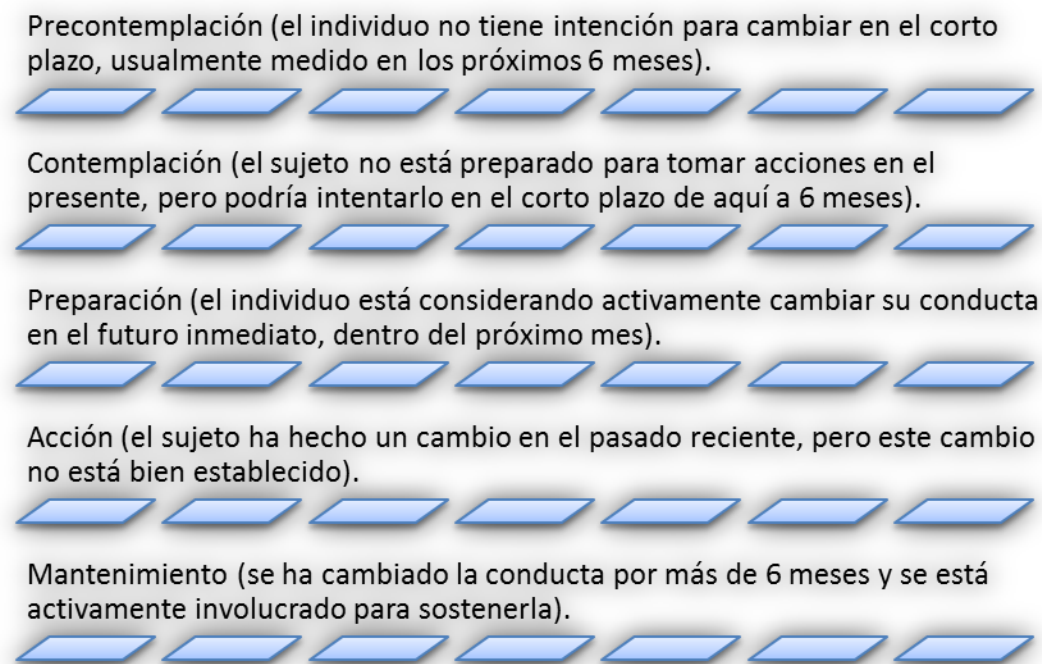 Precontemplación (el individuo no tiene intención para cambiar en el corto
plazo, usualmente medido en los próximos 6 meses).
Contemplación (el sujeto no está preparado para tomar acciones en el
presente, pero podría intentarlo en el corto plazo de aquí a 6 meses).
Preparación (el individuo está considerando activamente cambiar su conducta
en el futuro inmediato, dentro del próximo mes).
Acción (el sujeto ha hecho un cambio en el pasado reciente, pero este cambio
no está bien establecido).
Mantenimiento (se ha cambiado la conducta por más de 6 meses y se está
activamente involucrado para sostenerla).